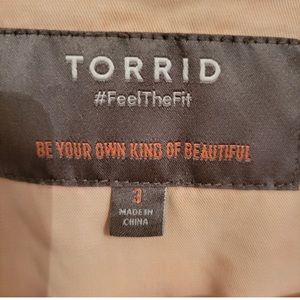 TORRID
#FeelTheFit
BE YOUR OWN KIND OF BEAUTIFUL
3
MADE IN
CHINA